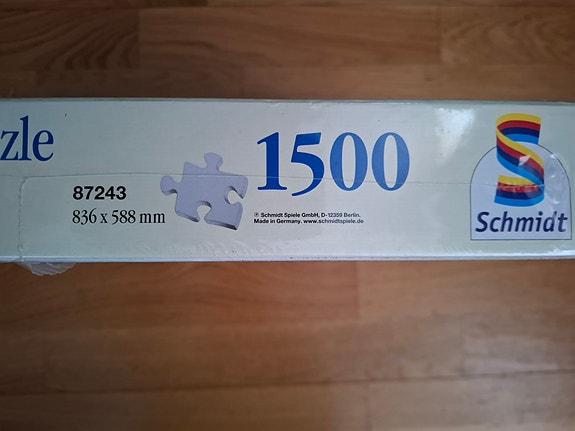 zle
1500
87243
836 x 588 mm
℗ Schmidt Spiele GmbH, D-12359 Berlin.
Made in Germany. www.schmidtspiele.de
Schmidt